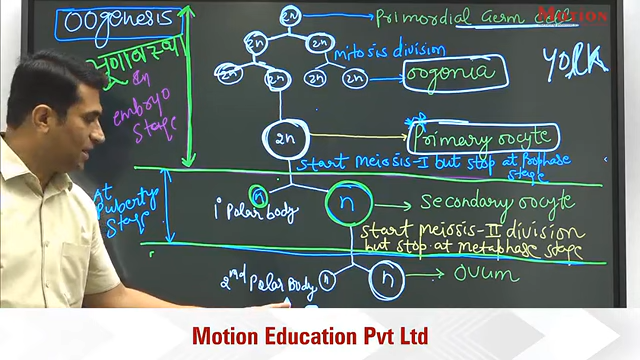 Oogenesis
2n
Primordial Germ Cell
MOTION
2n
2n
mitosis division
York
2n
2n
2n
2n
oogonia
भ्रूणावस्था
in
embryo
Stage
2n
Primary oocyte
Start meiosis-I but stop at Prophase
stage
At
Puberty
Stage
n
I Polar body
n
Secondary oocyte
Start meiosis-II division
but stop at metaphase stage
2nd Polar Body
n
n
Ovum
Motion Education Pvt Ltd